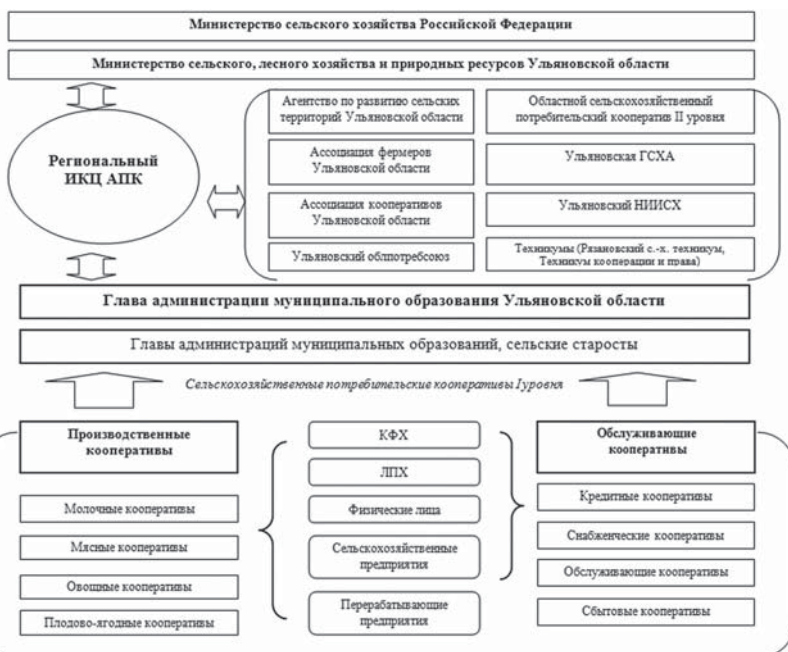 Министерство сельского хозяйства Российской Федерации
Министерство сельского, лесного хозяйства и природных ресурсов Ульяновской области
Региональный
ИКЦ АПК
Агентство по развитию сельских
территорий Ульяновской области
Ассоциация фермеров
Ульяновской области
Ассоциация кооперативов
Ульяновской области
Ульяновский облпотребсоюз
Областной сельскохозяйственный
потребительский кооператив II уровня
Ульяновская ГСХА
Ульяновский НИИСХ
Техникумы (Рязановский с.-х. техникум,
Техникум кооперации и права)
Глава администрации муниципального образования Ульяновской области
Главы администраций муниципальных образований, сельские старосты
Сельскохозяйственные потребительские кооперативы I уровня
Производственные
кооперативы
Молочные кооперативы
Мясные кооперативы
Овощные кооперативы
Плодово-ягодные кооперативы
КФХ
ЛПХ
Физические лица
Сельскохозяйственные
предприятия
Перерабатывающие
предприятия
Обслуживающие
кооперативы
Кредитные кооперативы
Снабженческие кооперативы
Обслуживающие кооперативы
Сбытовые кооперативы